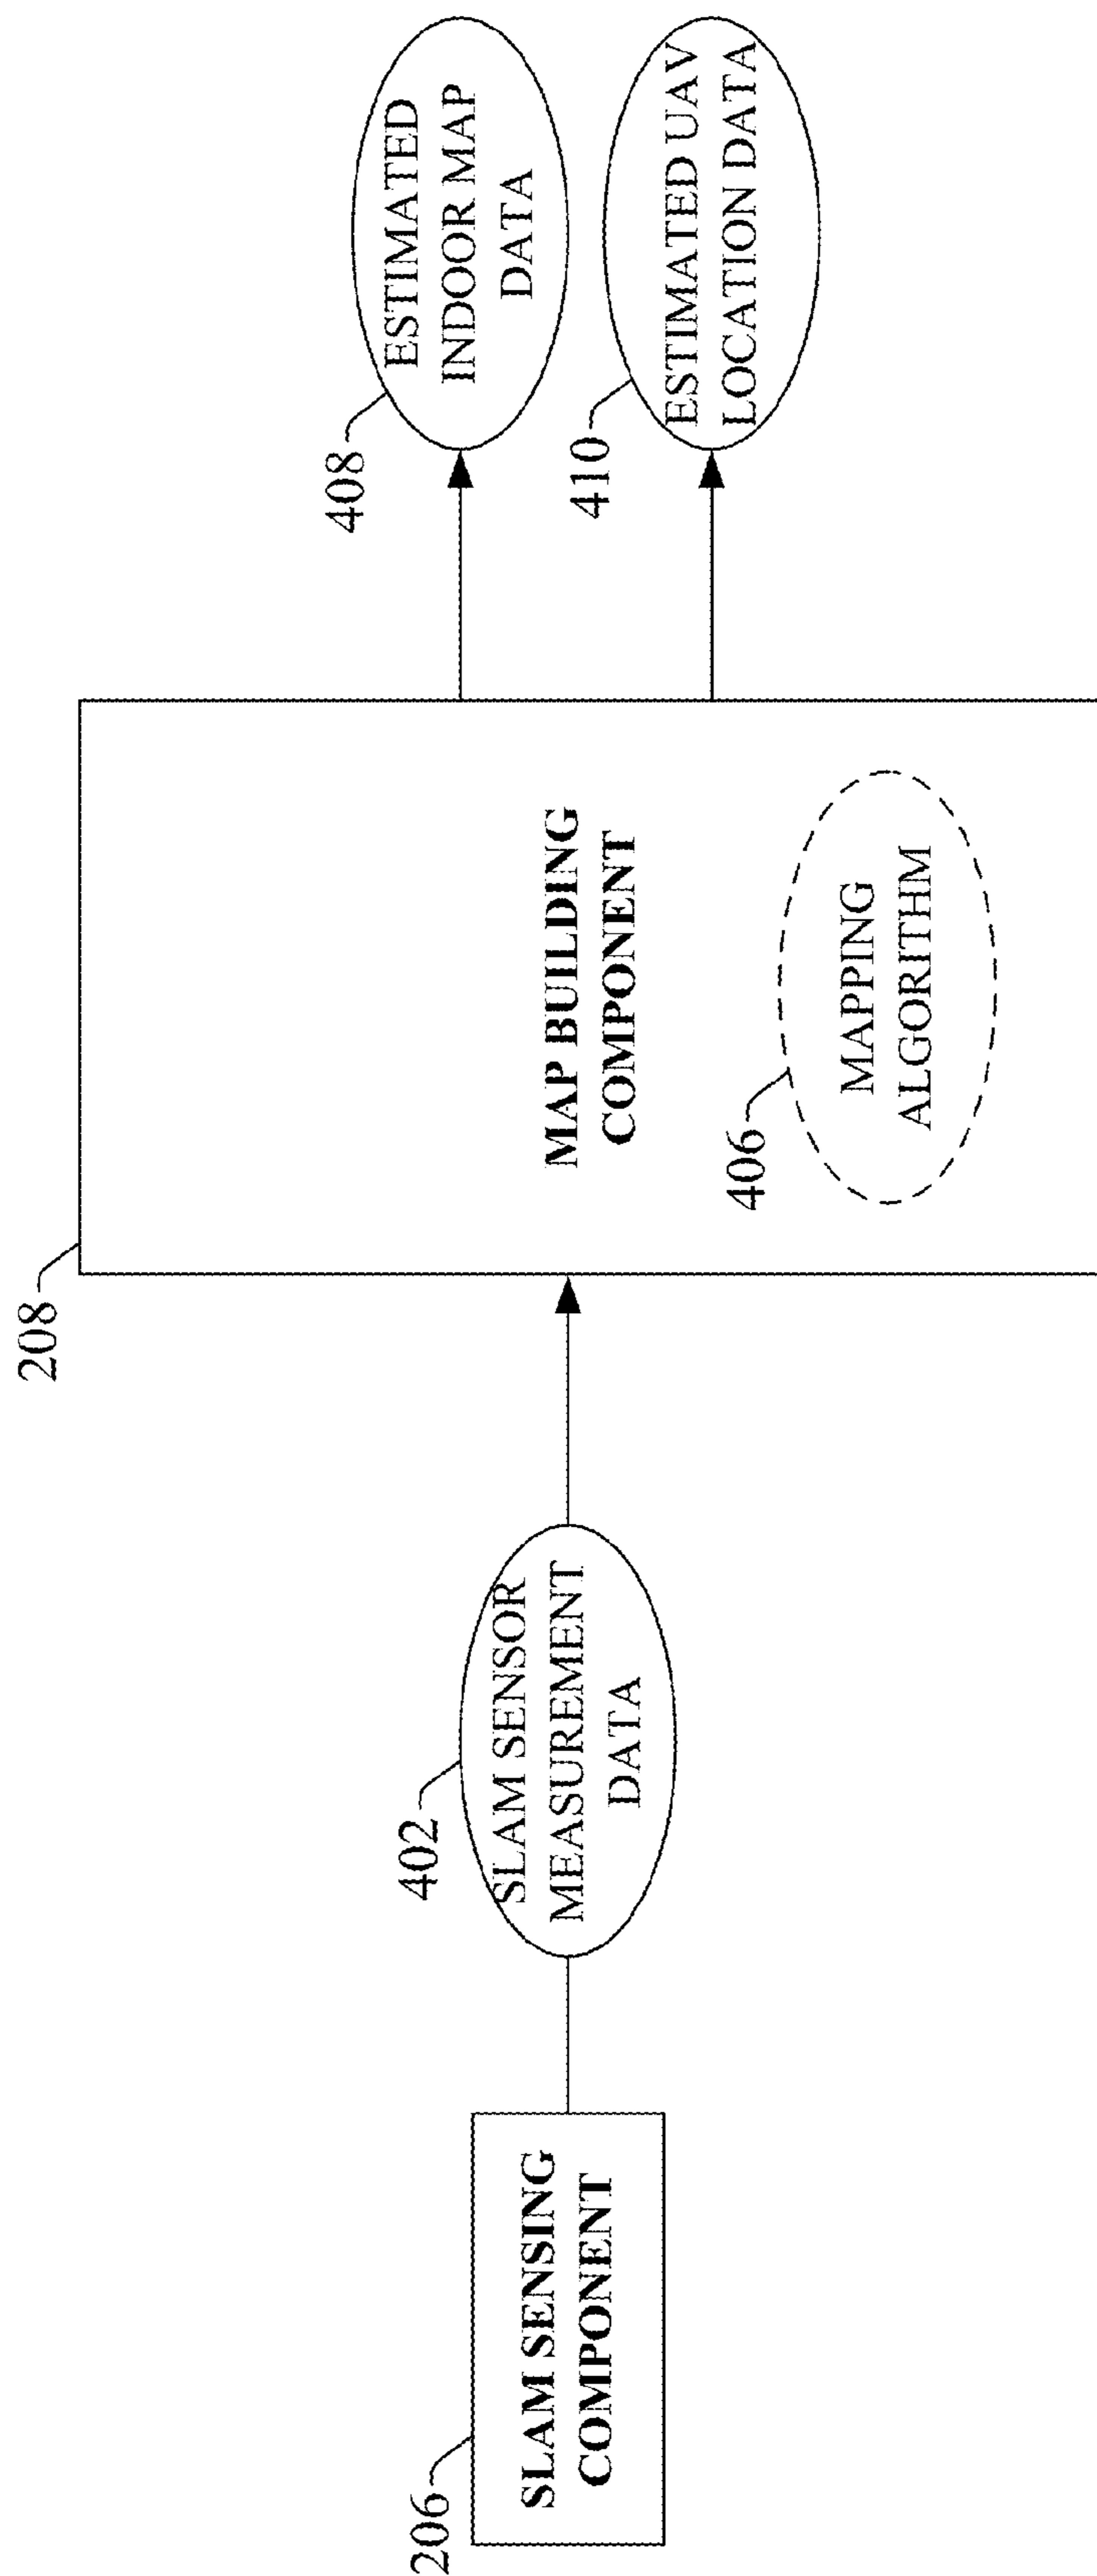 206
SLAM SENSING
COMPONENT
402
SLAM SENSOR
MEASUREMENT
DATA
208
MAP BUILDING
COMPONENT
406
MAPPING
ALGORITHM
408
ESTIMATED
INDOOR MAP
DATA
410
ESTIMATED UAV
LOCATION DATA